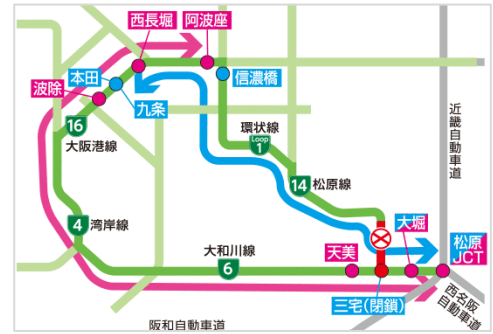 西長堀
阿波座
本田
信濃橋
波除
九条
16
大阪港線
環状線
Loop
1
近畿自動車道
14
松原線
4
湾岸線
大堀
松原
JCT
大和川線
天美
6
三宅(閉鎖)
西名阪
自動車道
阪和自動車道